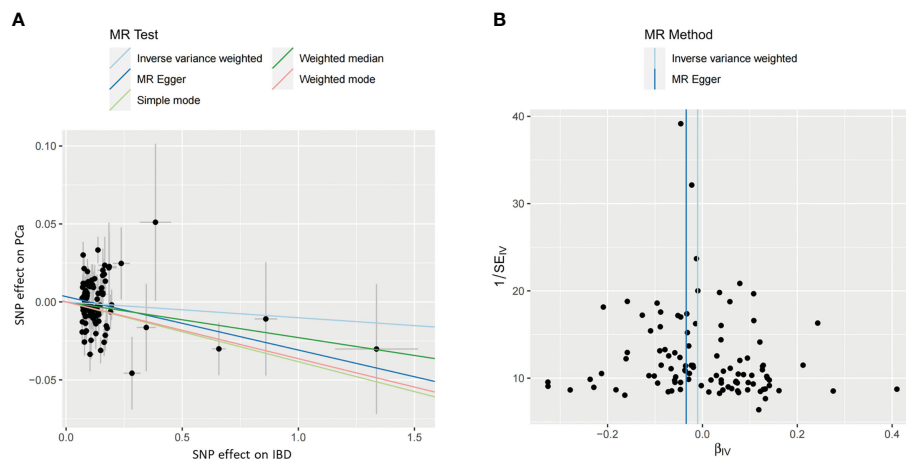 A
MR Test
Inverse variance weighted
Weighted median
MR Egger
Weighted mode
Simple mode
0.10
0.05
0.00
−0.05
0.0
0.5
1.0
1.5
SNP effect on PCa
SNP effect on IBD
B
MR Method
Inverse variance weighted
MR Egger
40
30
20
10
−0.2
0.0
0.2
0.4
1/SE_IV
β_IV